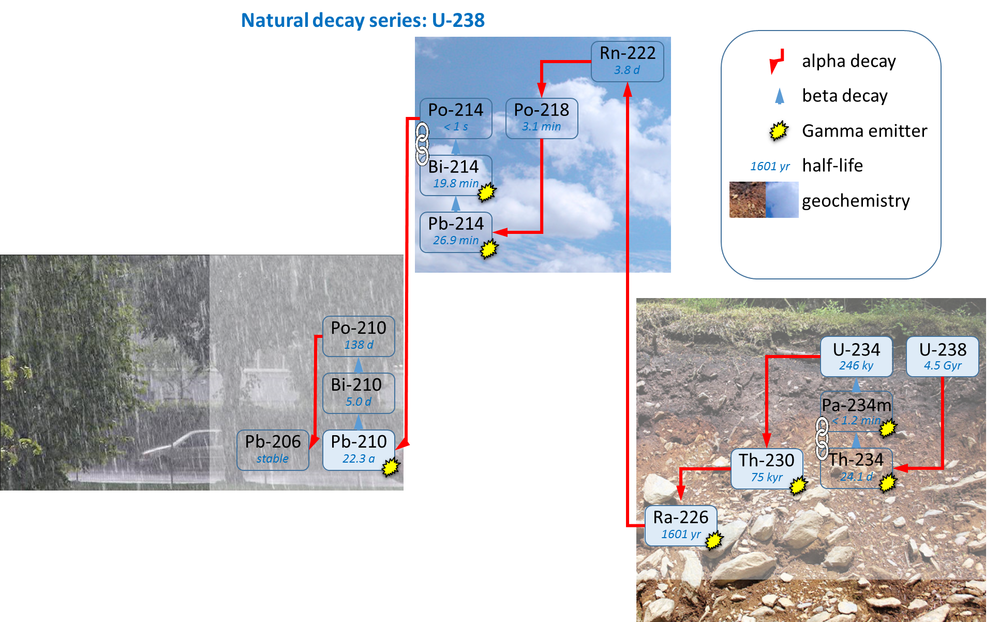 Natural decay series: U-238
Rn-222
3.8 d
Po-214
< 1 s
Po-218
3.1 min
Bi-214
19.8 min
Pb-214
26.9 min
alpha decay
beta decay
Gamma emitter
1601 yr
half-life
geochemistry
Po-210
138 d
Bi-210
5.0 d
Pb-206
stable
Pb-210
22.3 a
U-234
246 ky
U-238
4.5 Gyr
Pa-234m
< 1.2 min
Th-230
75 kyr
Th-234
24.1 d
Ra-226
1601 yr